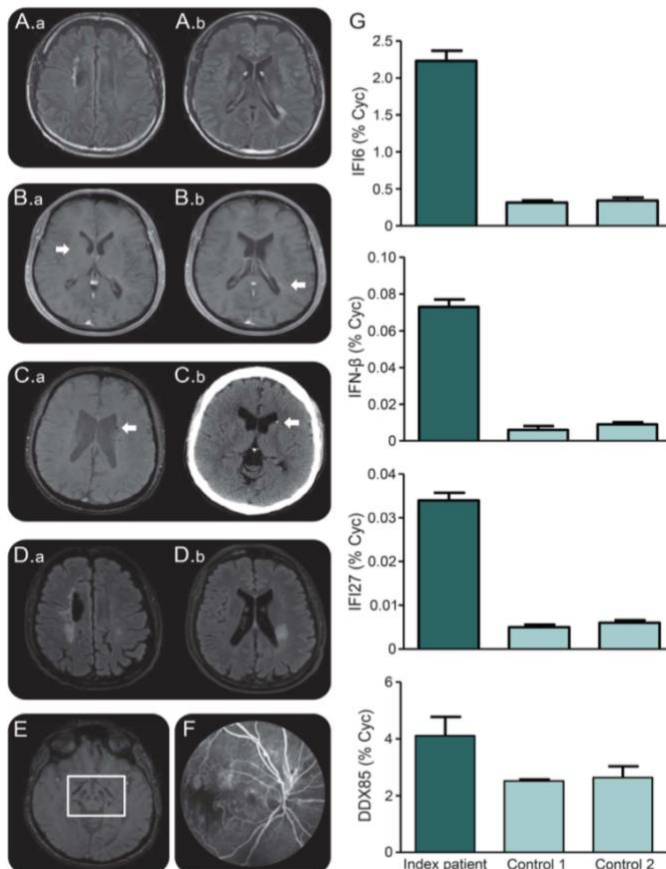 A.a
A.b
B.a
B.b
C.a
C.b
D.a
D.b
E
F
G
IFI6 (% Cyc)
2.5
2.0
1.5
1.0
0.5
0
IFN-β (% Cyc)
0.10
0.08
0.06
0.04
0.02
0.00
IFI27 (% Cyc)
0.04
0.03
0.02
0.01
0
DDX85 (% Cyc)
6
4
2
0
Index patient
Control 1
Control 2